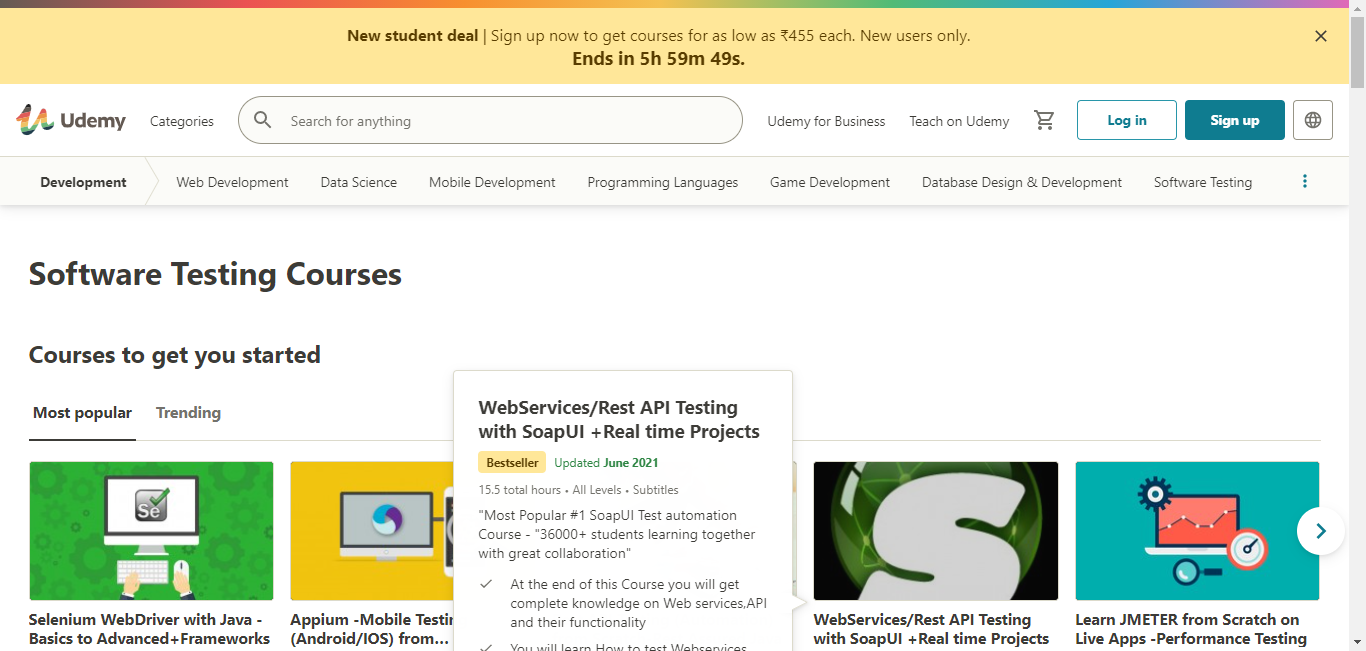 New student deal | Sign up now to get courses for as low as ₹455 each. New users only.
Ends in 5h 59m 49s.
Udemy
Categories
Search for anything
Udemy for Business
Teach on Udemy
Log in
Sign up
Development
Web Development
Data Science
Mobile Development
Programming Languages
Game Development
Database Design & Development
Software Testing
Software Testing Courses
Courses to get you started
Most popular
Trending
WebServices/Rest API Testing
with SoapUI +Real time Projects
Bestseller
Updated June 2021
15.5 total hours • All Levels • Subtitles
"Most Popular #1 SoapUI Test automation
Course - "36000+ students learning together
with great collaboration"
At the end of this Course you will get
complete knowledge on Web services,API
and their functionality
You will learn How to test Webservices
Se
Selenium WebDriver with Java -
Basics to Advanced+Frameworks
Appium -Mobile Testin
(Android/IOS) from...
S
WebServices/Rest API Testing
with SoapUI +Real time Projects
Learn JMETER from Scratch on
Live Apps -Performance Testing